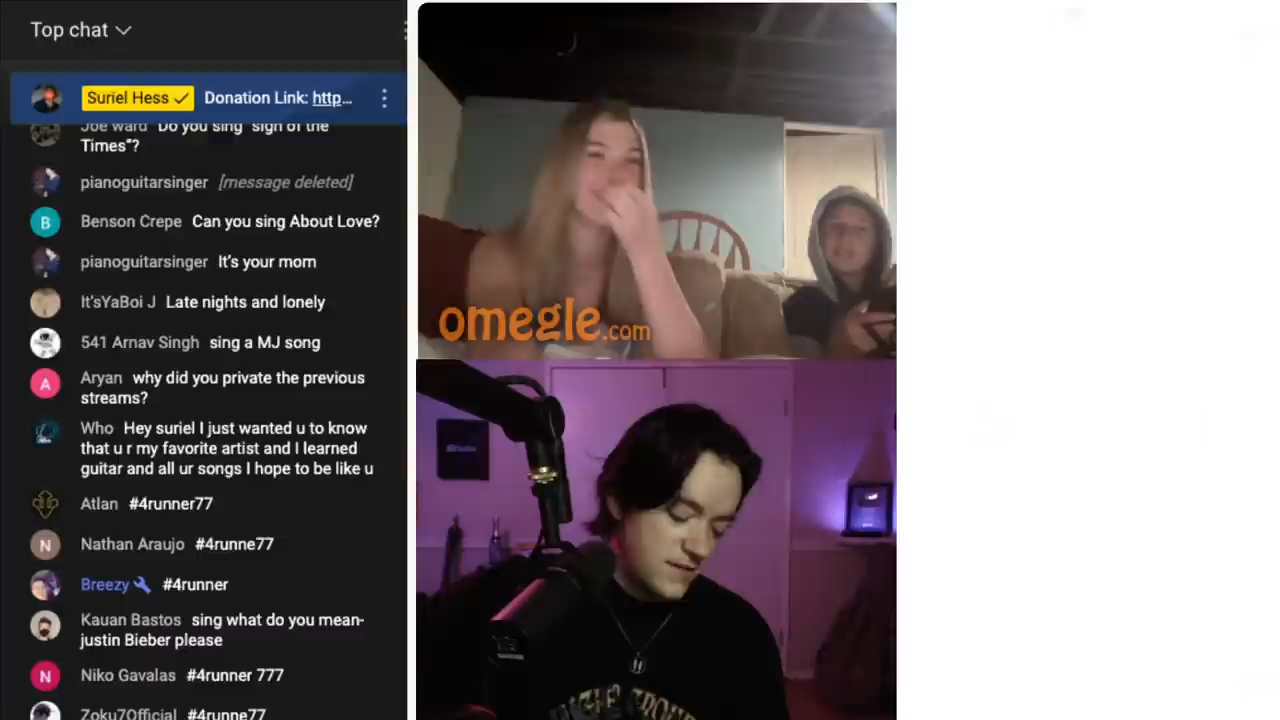 Top chat
Suriel Hess Donation Link: http...
Joe ward Do you sing "sign of the
Times"?
pianoguitarsinger [message deleted]
Benson Crepe Can you sing About Love?
pianoguitarsinger It's your mom
It'sYaBoi J Late nights and lonely
541 Arnav Singh sing a MJ song
Aryan why did you private the previous
streams?
Who Hey suriel I just wanted u to know
that u r my favorite artist and I learned
guitar and all ur songs I hope to be like u
Atlan #4runner77
Nathan Araujo #4runne77
Breezy #4runner
Kauan Bastos sing what do you mean-
justin Bieber please
Niko Gavalas #4runner 777
Zoku7Official #4runne77
B
A
N
N
omegle.com